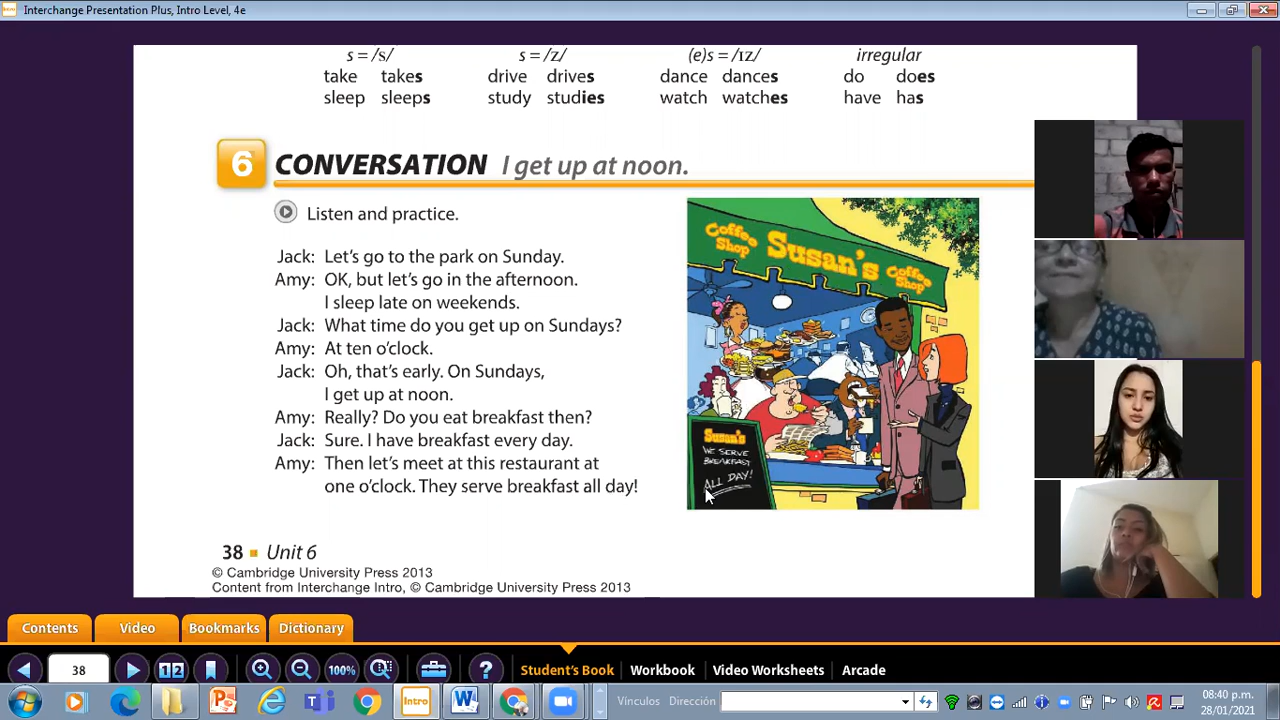 Interchange Presentation Plus, Intro Level, 4e
s = /s/ s = /z/ (e)s = /ɪz/ irregular
take takes drive drives dance dances do does
sleep sleeps study studies watch watches have has
6 CONVERSATION I get up at noon.
Listen and practice.
Jack: Let's go to the park on Sunday.
Amy: OK, but let's go in the afternoon.
I sleep late on weekends.
Jack: What time do you get up on Sundays?
Amy: At ten o'clock.
Jack: Oh, that's early. On Sundays,
I get up at noon.
Amy: Really? Do you eat breakfast then?
Jack: Sure. I have breakfast every day.
Amy: Then let's meet at this restaurant at
one o'clock. They serve breakfast all day!
Coffee Shop Susan's Coffee Shop
Susan's
WE SERVE
BREAKFAST
ALL DAY!
38 Unit 6
© Cambridge University Press 2013
Content from Interchange Intro, © Cambridge University Press 2013
Contents Video Bookmarks Dictionary
38 1 2 100% ? Student's Book Workbook Video Worksheets Arcade
Intro Vínculos Dirección 08:40 p.m.
28/01/2021